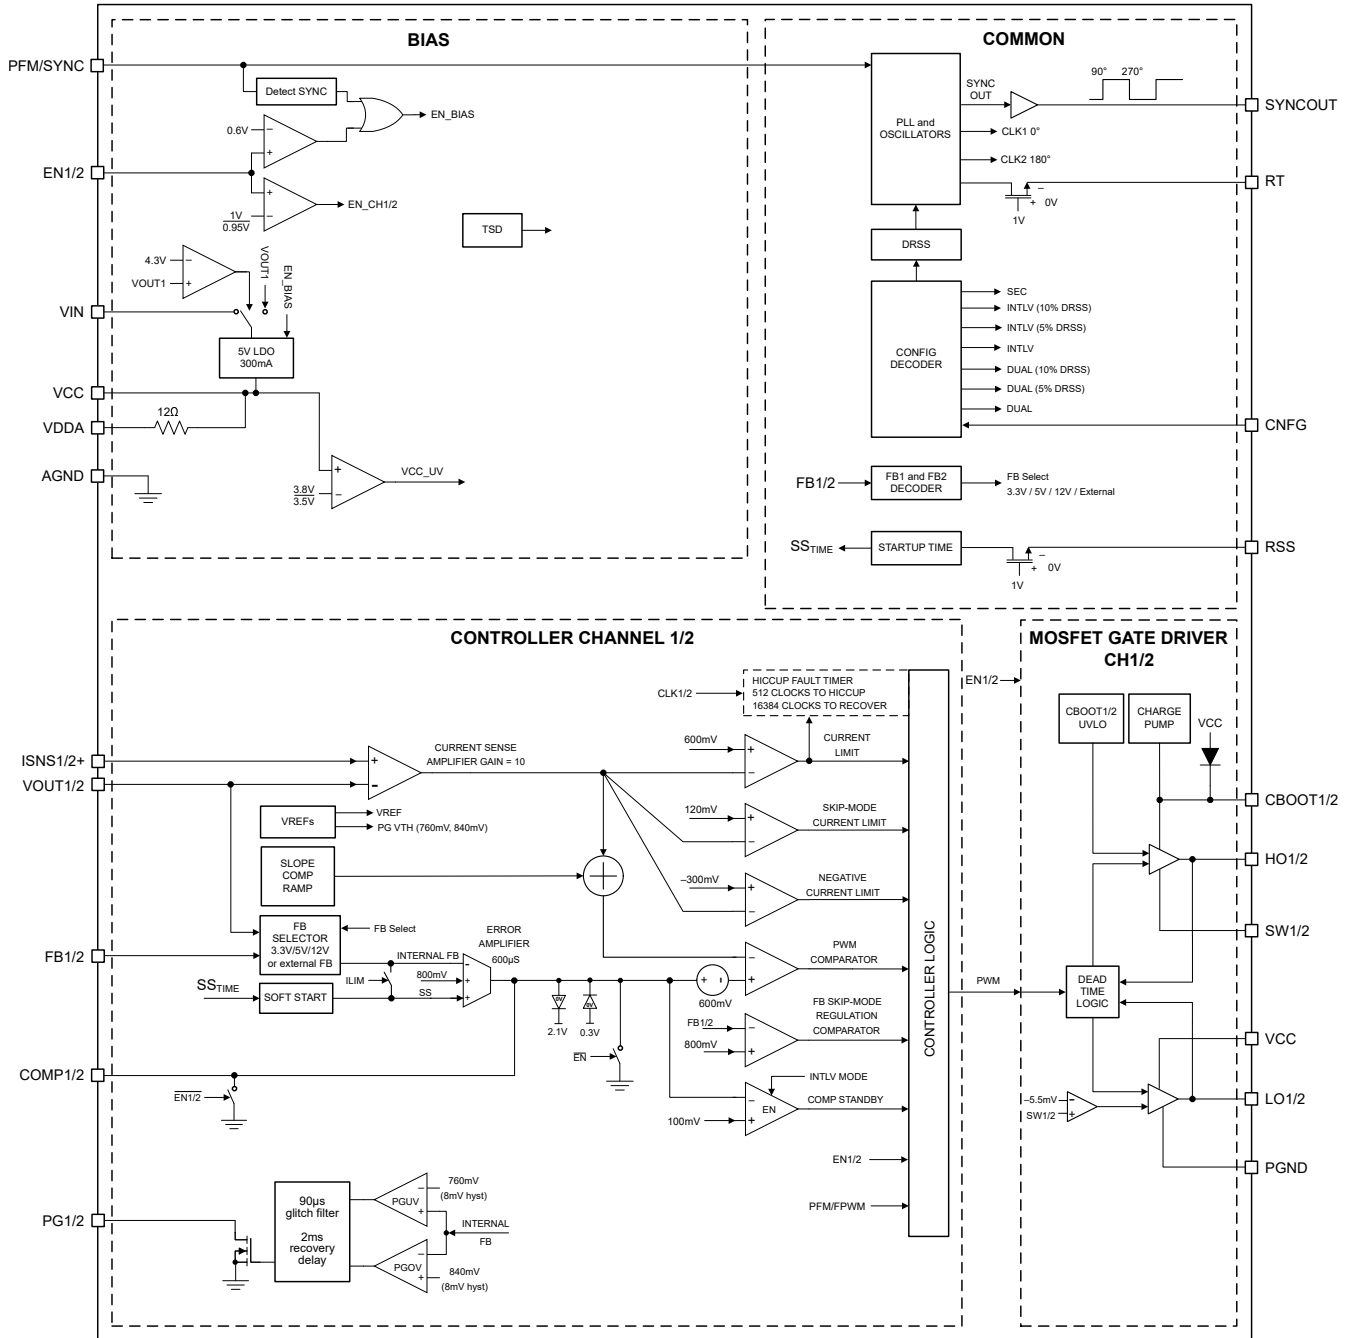 BIAS
PFM/SYNC
Detect SYNC
EN_BIAS
0.6V
−
+
EN1/2
+
−
1V
0.95V
EN_CH1/2
TSD
4.3V
−
VOUT1
+
VOUT1
EN_BIAS
VIN
5V LDO
300mA
VCC
12Ω
VDDA
AGND
+
−
3.8V
3.5V
VCC_UV
COMMON
PLL and
OSCILLATORS
SYNC
OUT
90°
270°
SYNCOUT
CLK1 0°
CLK2 180°
RT
−
+
0V
1V
DRSS
CONFIG
DECODER
SEC
INTLV (10% DRSS)
INTLV (5% DRSS)
INTLV
DUAL (10% DRSS)
DUAL (5% DRSS)
DUAL
CNFG
FB1/2
FB1 and FB2
DECODER
FB Select
3.3V / 5V / 12V / External
SSTIME
STARTUP TIME
−
+
0V
1V
RSS
CONTROLLER CHANNEL 1/2
CLK1/2
HICCUP FAULT TIMER
512 CLOCKS TO HICCUP
16384 CLOCKS TO RECOVER
ISNS1/2+
VOUT1/2
+
-
CURRENT SENSE
AMPLIFIER GAIN = 10
600mV
+
−
CURRENT
LIMIT
VREFs
VREF
PG VTH (760mV, 840mV)
120mV
+
−
SKIP-MODE
CURRENT LIMIT
SLOPE
COMP
RAMP
−300mV
+
−
NEGATIVE
CURRENT LIMIT
FB1/2
FB
SELECTOR
3.3V/5V/12V
or external FB
FB Select
INTERNAL FB
ILIM
800mV
SS
-
+
+
ERROR
AMPLIFIER
600µS
SSTIME
SOFT START
0V
2.1V
0V
0.3V
EN
+
-
600mV
−
+
PWM
COMPARATOR
FB1/2
−
800mV
+
FB SKIP-MODE
REGULATION
COMPARATOR
COMP1/2
EN1/2
INTLV MODE
−
EN
+
100mV
COMP STANDBY
EN1/2
PFM/FPWM
CONTROLLER LOGIC
PG1/2
90µs
glitch filter
2ms
recovery
delay
PGUV
−
+
760mV
(8mV hyst)
INTERNAL
FB
PGOV
−
+
840mV
(8mV hyst)
MOSFET GATE DRIVER
CH1/2
EN1/2
CBOOT1/2
UVLO
CHARGE
PUMP
VCC
CBOOT1/2
HO1/2
SW1/2
PWM
DEAD
TIME
LOGIC
VCC
−5.5mV
−
SW1/2
+
LO1/2
PGND